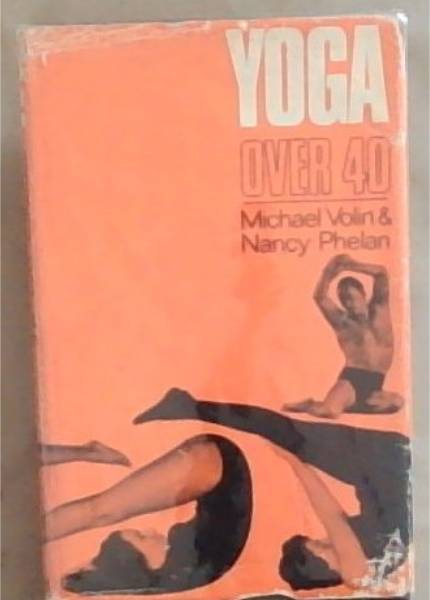 YOGA
OVER 40
Michael Volin &
Nancy Phelan